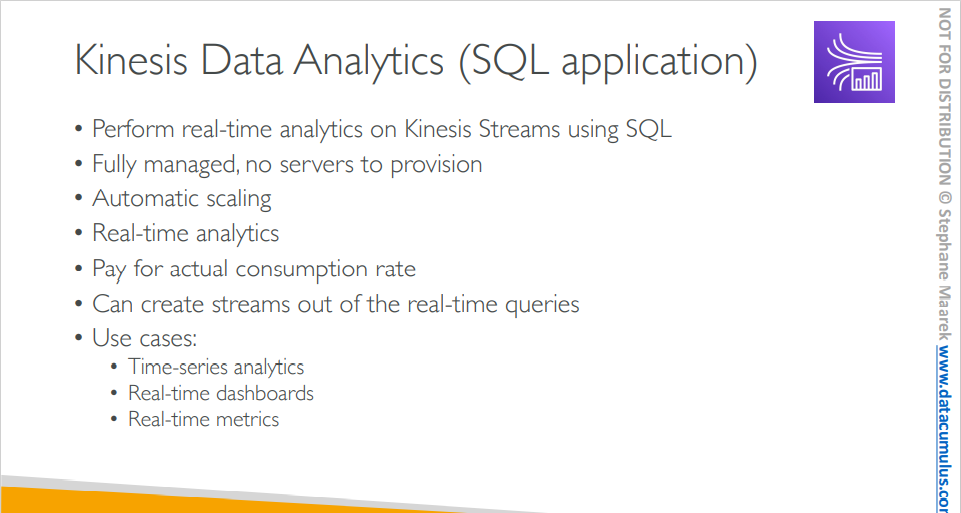 Kinesis Data Analytics (SQL application)
• Perform real-time analytics on Kinesis Streams using SQL
• Fully managed, no servers to provision
• Automatic scaling
• Real-time analytics
• Pay for actual consumption rate
• Can create streams out of the real-time queries
• Use cases:
• Time-series analytics
• Real-time dashboards
• Real-time metrics
NOT FOR DISTRIBUTION © Stephane Maarek www.datacumulus.com